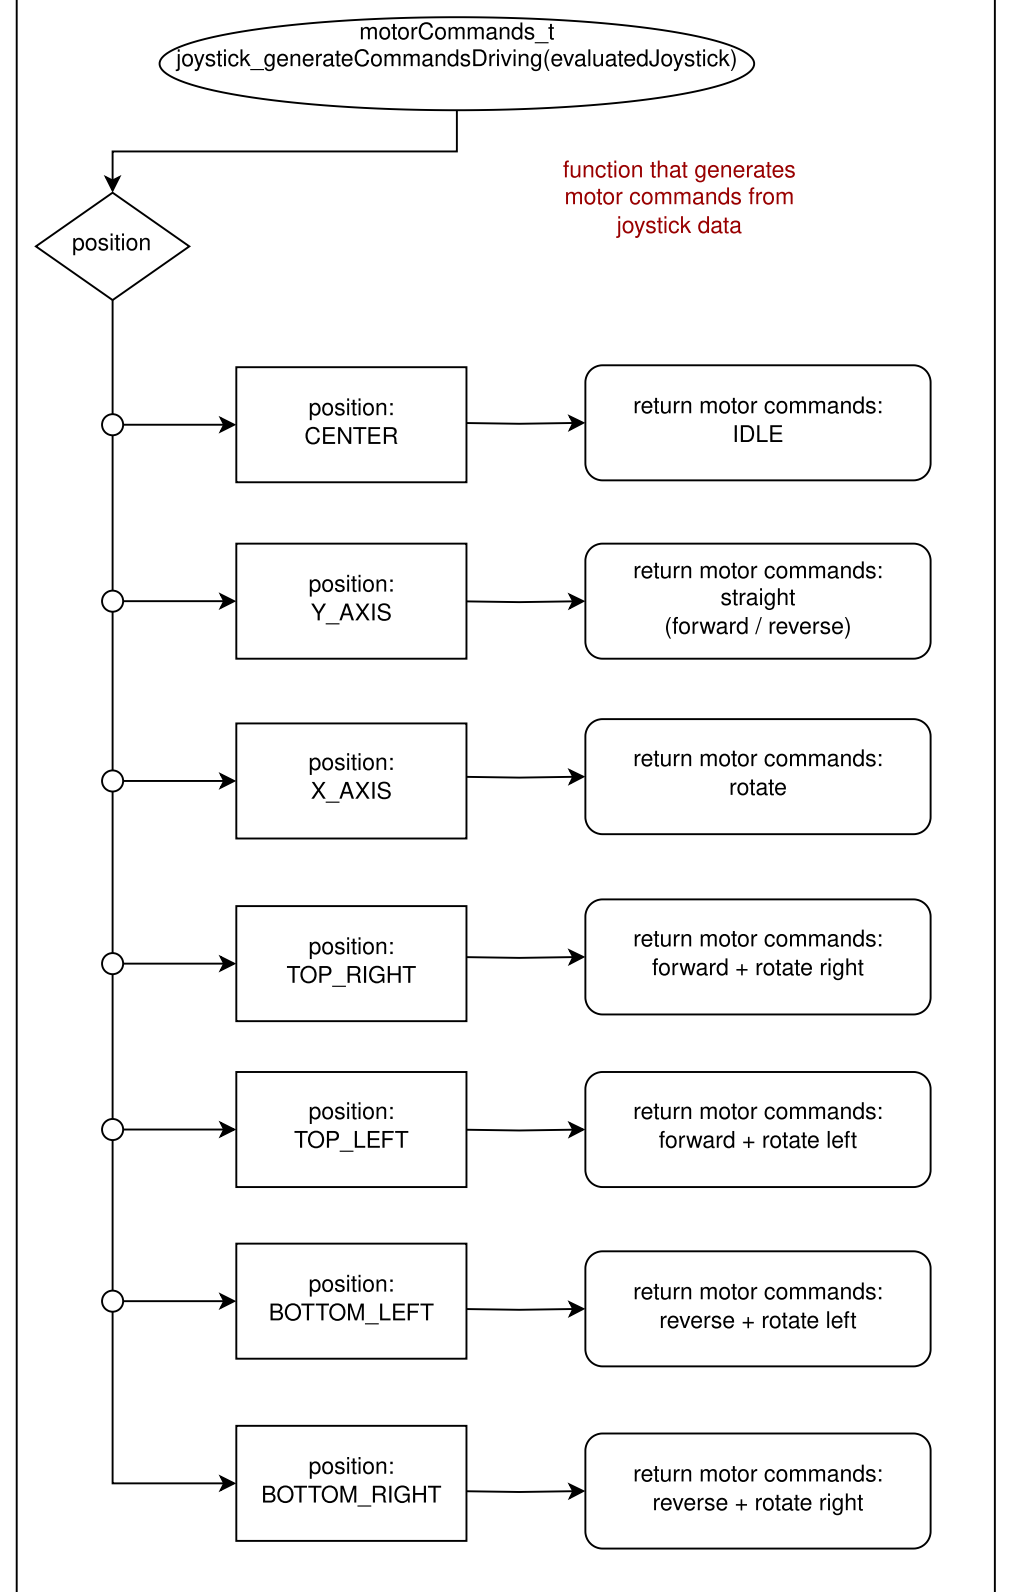 motorCommands_t
joystick_generateCommandsDriving(evaluatedJoystick)
function that generates
motor commands from
joystick data
position
position:
CENTER
return motor commands:
IDLE
position:
Y_AXIS
return motor commands:
straight
(forward / reverse)
position:
X_AXIS
return motor commands:
rotate
position:
TOP_RIGHT
return motor commands:
forward + rotate right
position:
TOP_LEFT
return motor commands:
forward + rotate left
position:
BOTTOM_LEFT
return motor commands:
reverse + rotate left
position:
BOTTOM_RIGHT
return motor commands:
reverse + rotate right